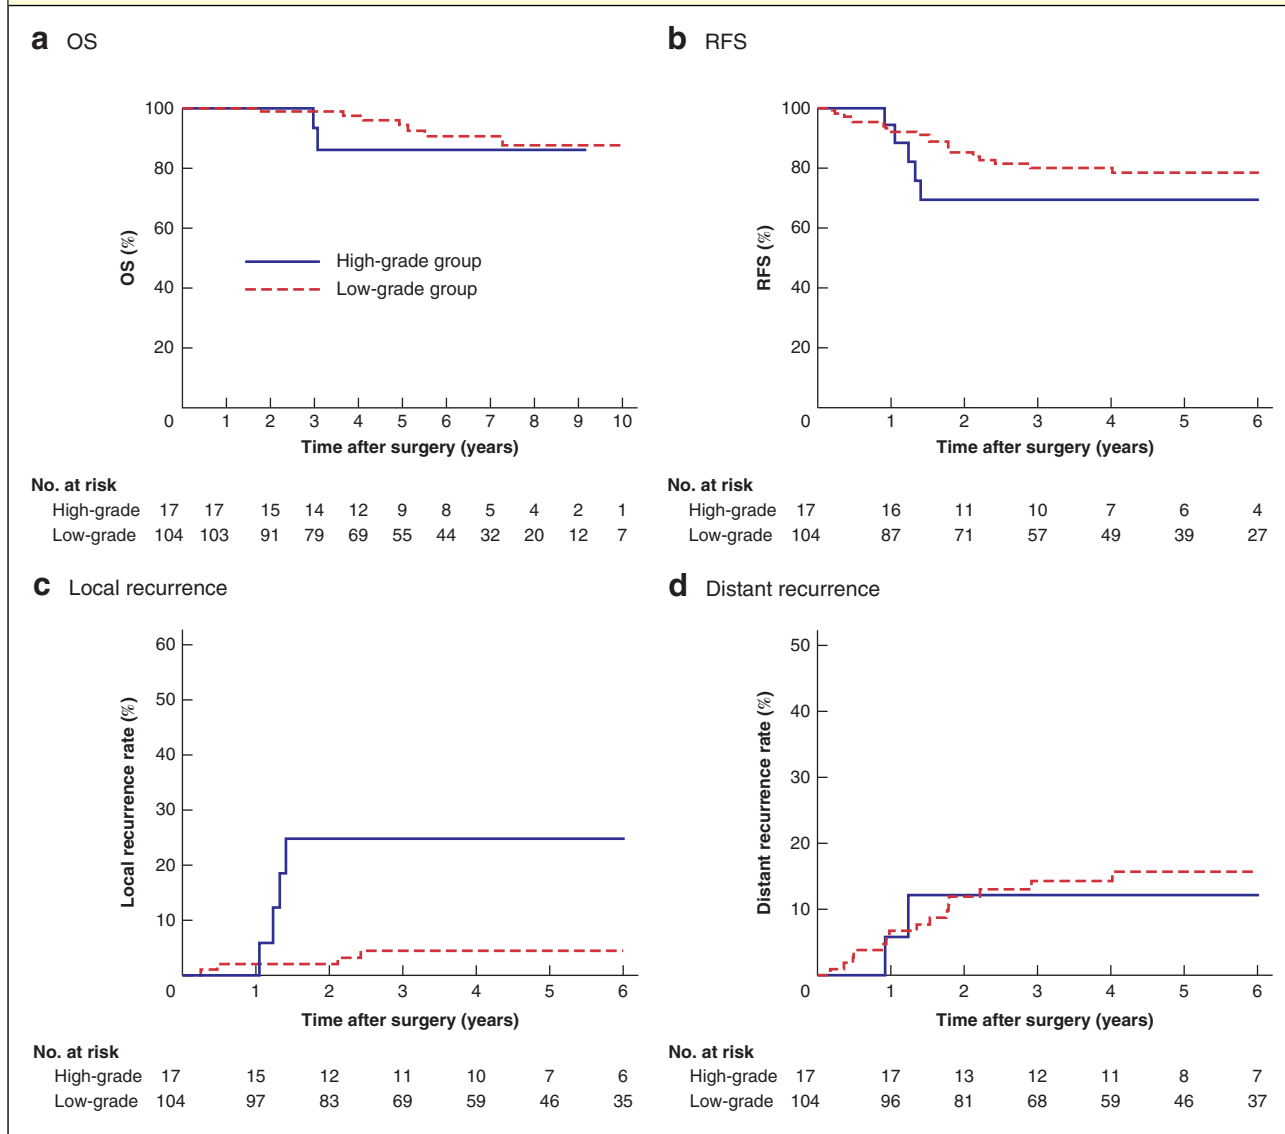 a OS
100
80
60
40
20
0
OS (%)
High-grade group
Low-grade group
1 2 3 4 5 6 7 8 9 10
Time after surgery (years)
No. at risk
High-grade 17 17 15 14 12 9 8 5 4 2 1
Low-grade 104 103 91 79 69 55 44 32 20 12 7
b RFS
100
80
60
40
20
0
RFS (%)
1 2 3 4 5 6
Time after surgery (years)
No. at risk
High-grade 17 16 11 10 7 6 4
Low-grade 104 87 71 57 49 39 27
c Local recurrence
60
50
40
30
20
10
0
Local recurrence rate (%)
1 2 3 4 5 6
Time after surgery (years)
No. at risk
High-grade 17 15 12 11 10 7 6
Low-grade 104 97 83 69 59 46 35
d Distant recurrence
50
40
30
20
10
0
Distant recurrence rate (%)
1 2 3 4 5 6
Time after surgery (years)
No. at risk
High-grade 17 17 13 12 11 8 7
Low-grade 104 96 81 68 59 46 37